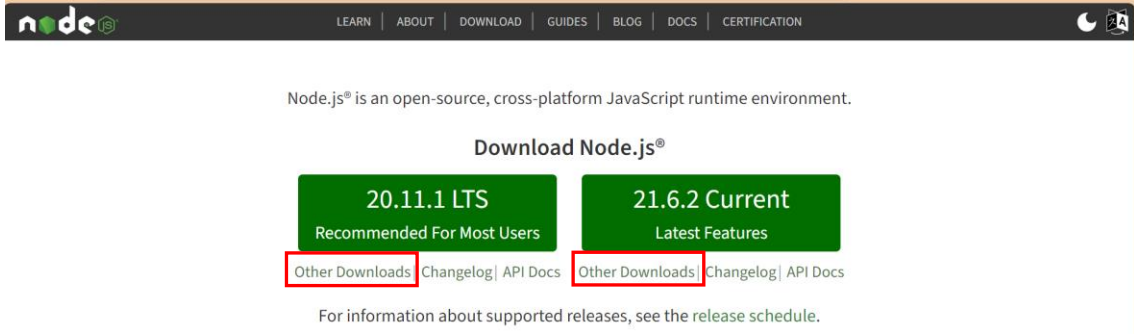 node JS
LEARN | ABOUT | DOWNLOAD | GUIDES | BLOG | DOCS | CERTIFICATION
Node.js® is an open-source, cross-platform JavaScript runtime environment.
Download Node.js®
20.11.1 LTS
Recommended For Most Users
21.6.2 Current
Latest Features
Other Downloads | Changelog | API Docs
Other Downloads | Changelog | API Docs
For information about supported releases, see the release schedule.